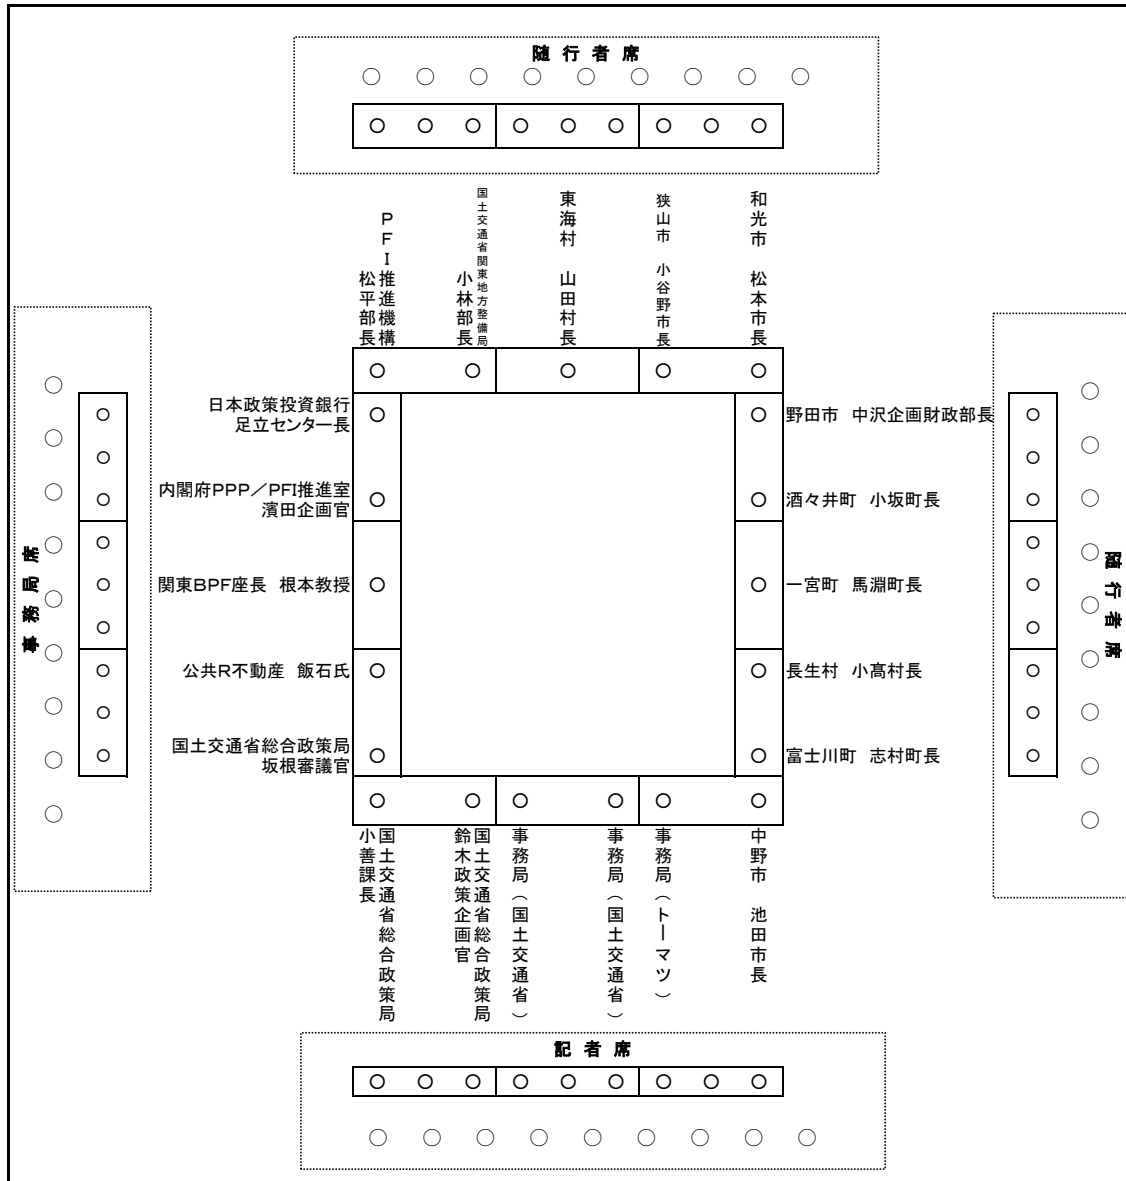 随行者席
PFI推進機構
松平部長
国土交通省関東地方整備局
小林部長
東海村　山田村長
狭山市　小谷野市長
和光市　松本市長
日本政策投資銀行
足立センター長
内閣府PPP／PFI推進室
濱田企画官
関東BPF座長　根本教授
公共R不動産　飯石氏
国土交通省総合政策局
坂根審議官
野田市　中沢企画財政部長
酒々井町　小坂町長
一宮町　馬淵町長
長生村　小髙村長
富士川町　志村町長
事務局席
随行者席
国土交通省総合政策局
小善課長
国土交通省総合政策局
鈴木政策企画官
事務局（国土交通省）
事務局（国土交通省）
事務局（トーマツ）
中野市　池田市長
記者席